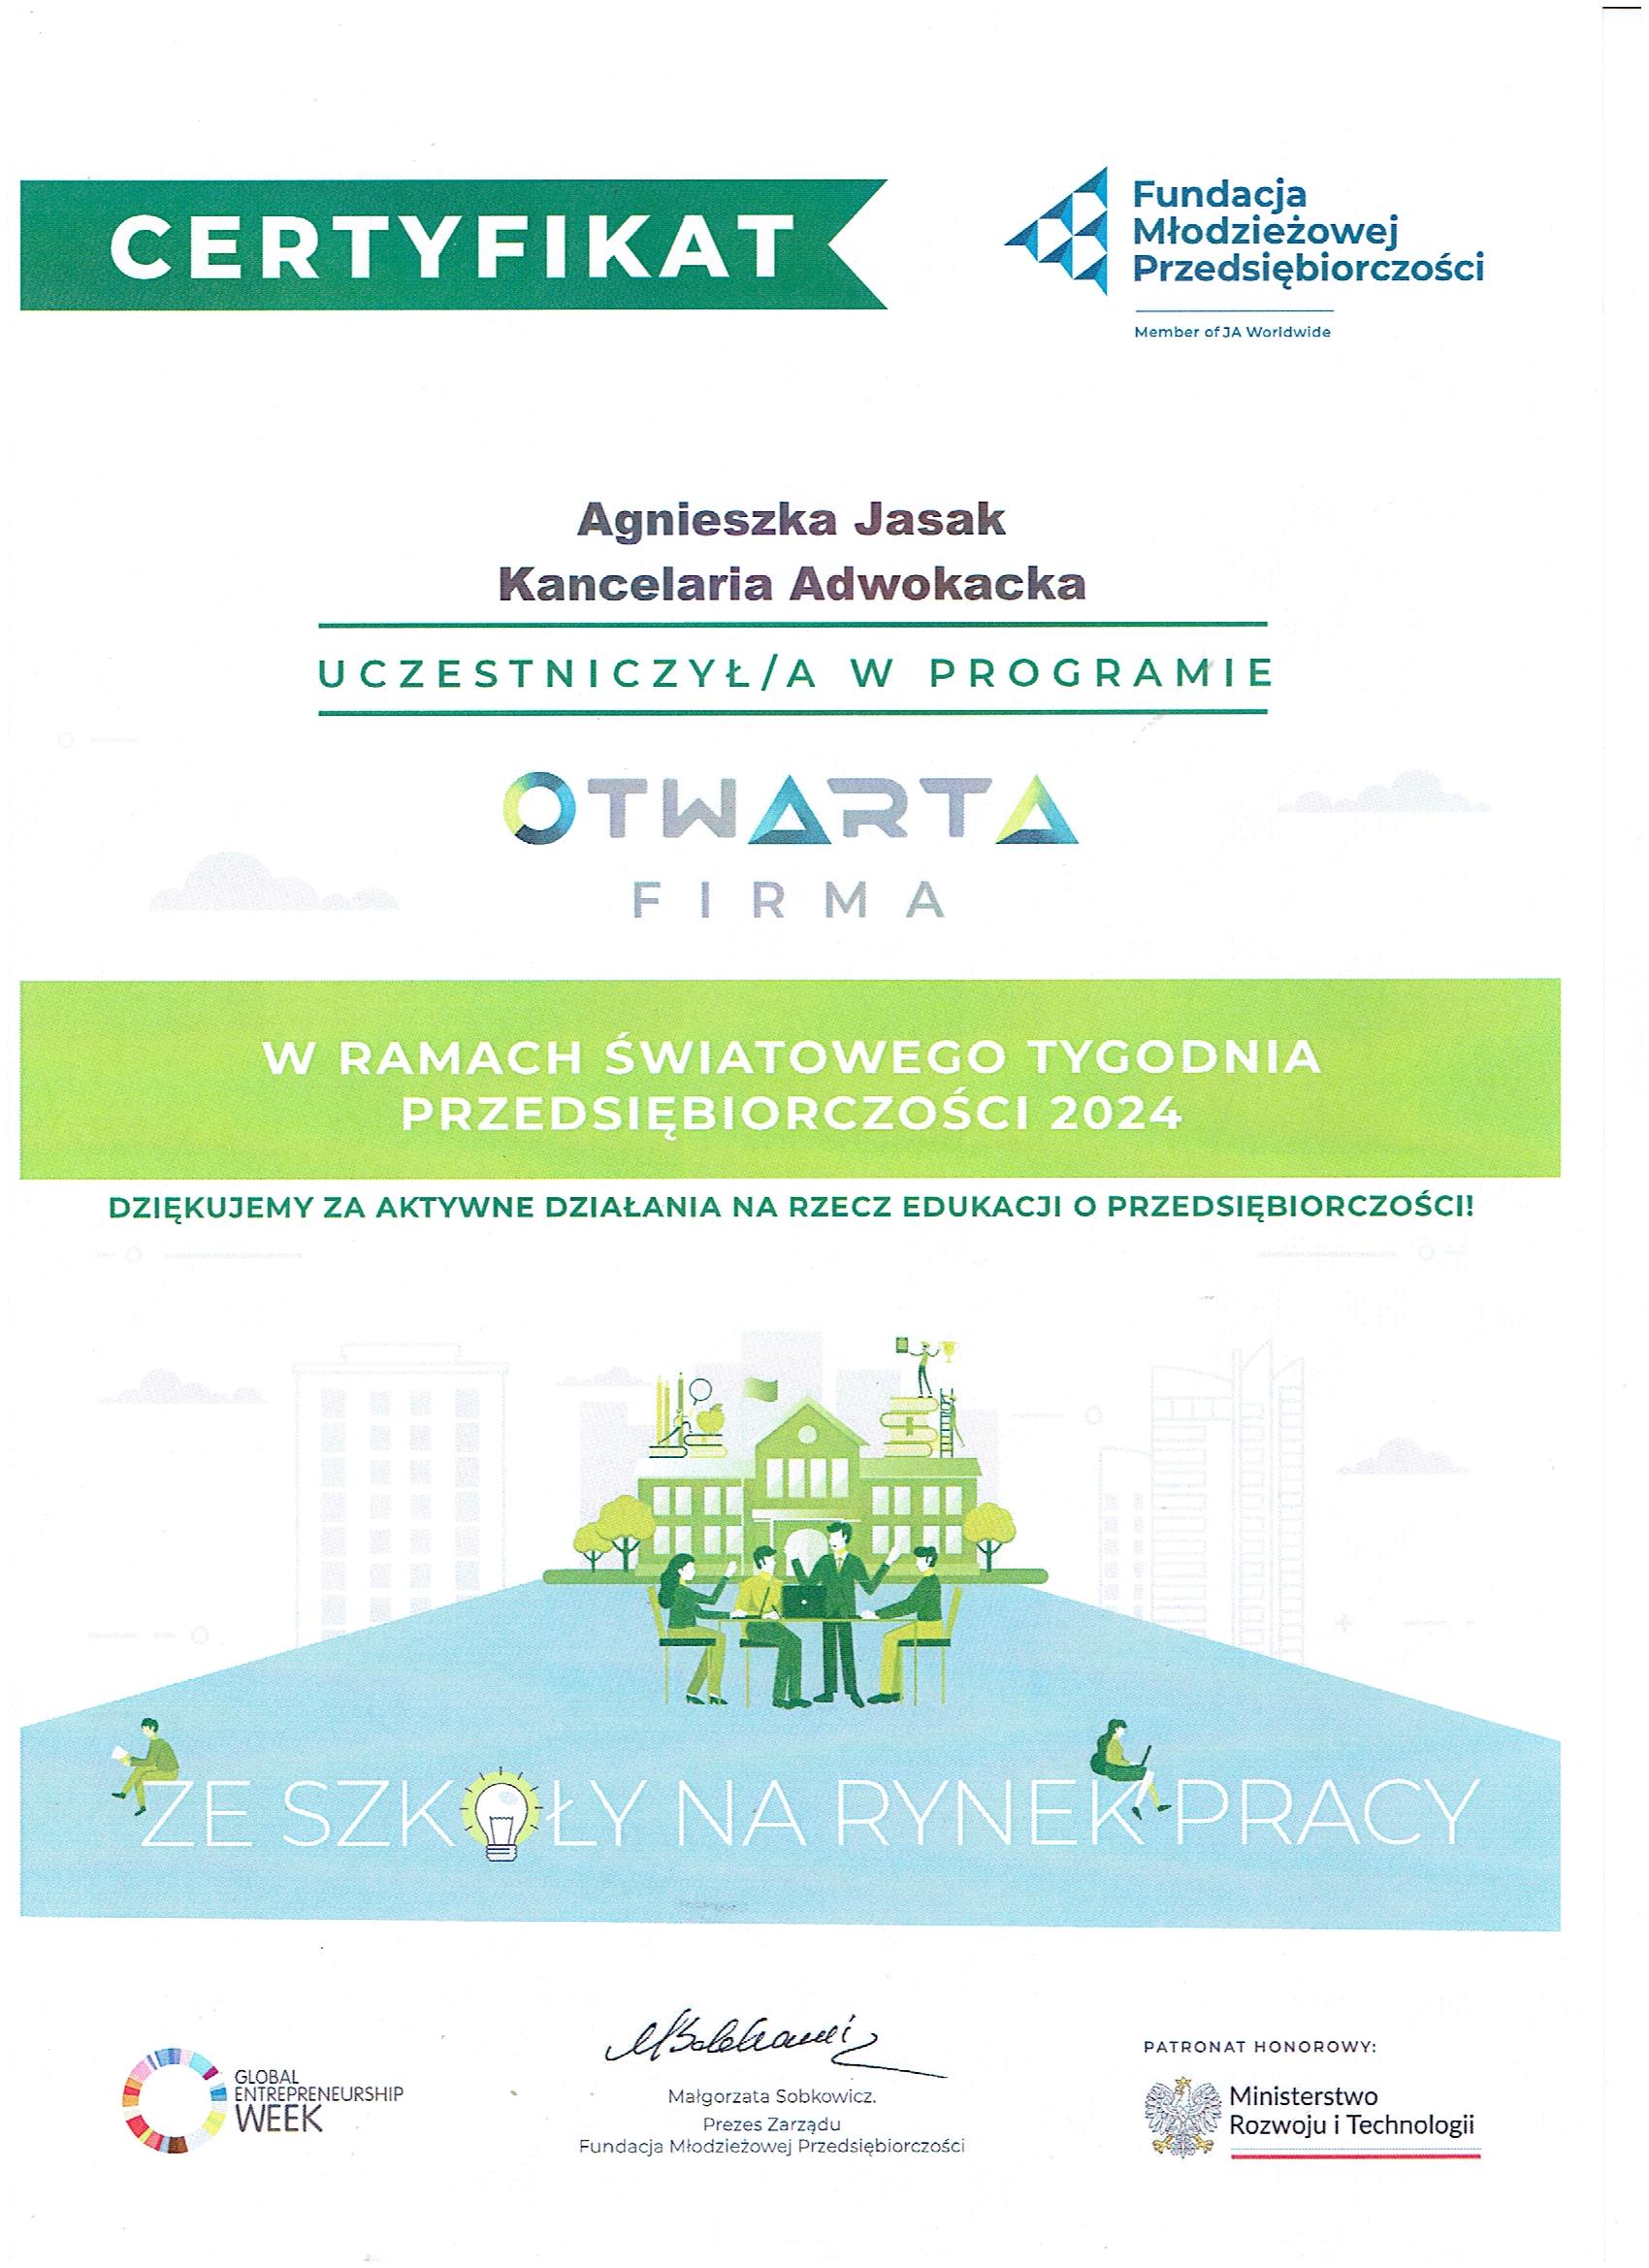 CERTYFIKAT
Fundacja
Młodzieżowej
Przedsiębiorczości
Member of JA Worldwide
Agnieszka Jasak
Kancelaria Adwokacka
UCZESTNICZYŁ/A W PROGRAMIE
OTWARTA
FIRMA
W RAMACH ŚWIATOWEGO TYGODNIA
PRZEDSIĘBIORCZOŚCI 2024
DZIĘKUJEMY ZA AKTYWNE DZIAŁANIA NA RZECZ EDUKACJI O PRZEDSIĘBIORCZOŚCI!
ZE SZKOŁY NA RYNEK PRACY
GLOBAL
ENTREPRENEURSHIP
WEEK
Małgorzata Sobkowicz.
Prezes Zarządu
Fundacja Młodzieżowej Przedsiębiorczości
PATRONAT HONOROWY:
Ministerstwo
Rozwoju i Technologii